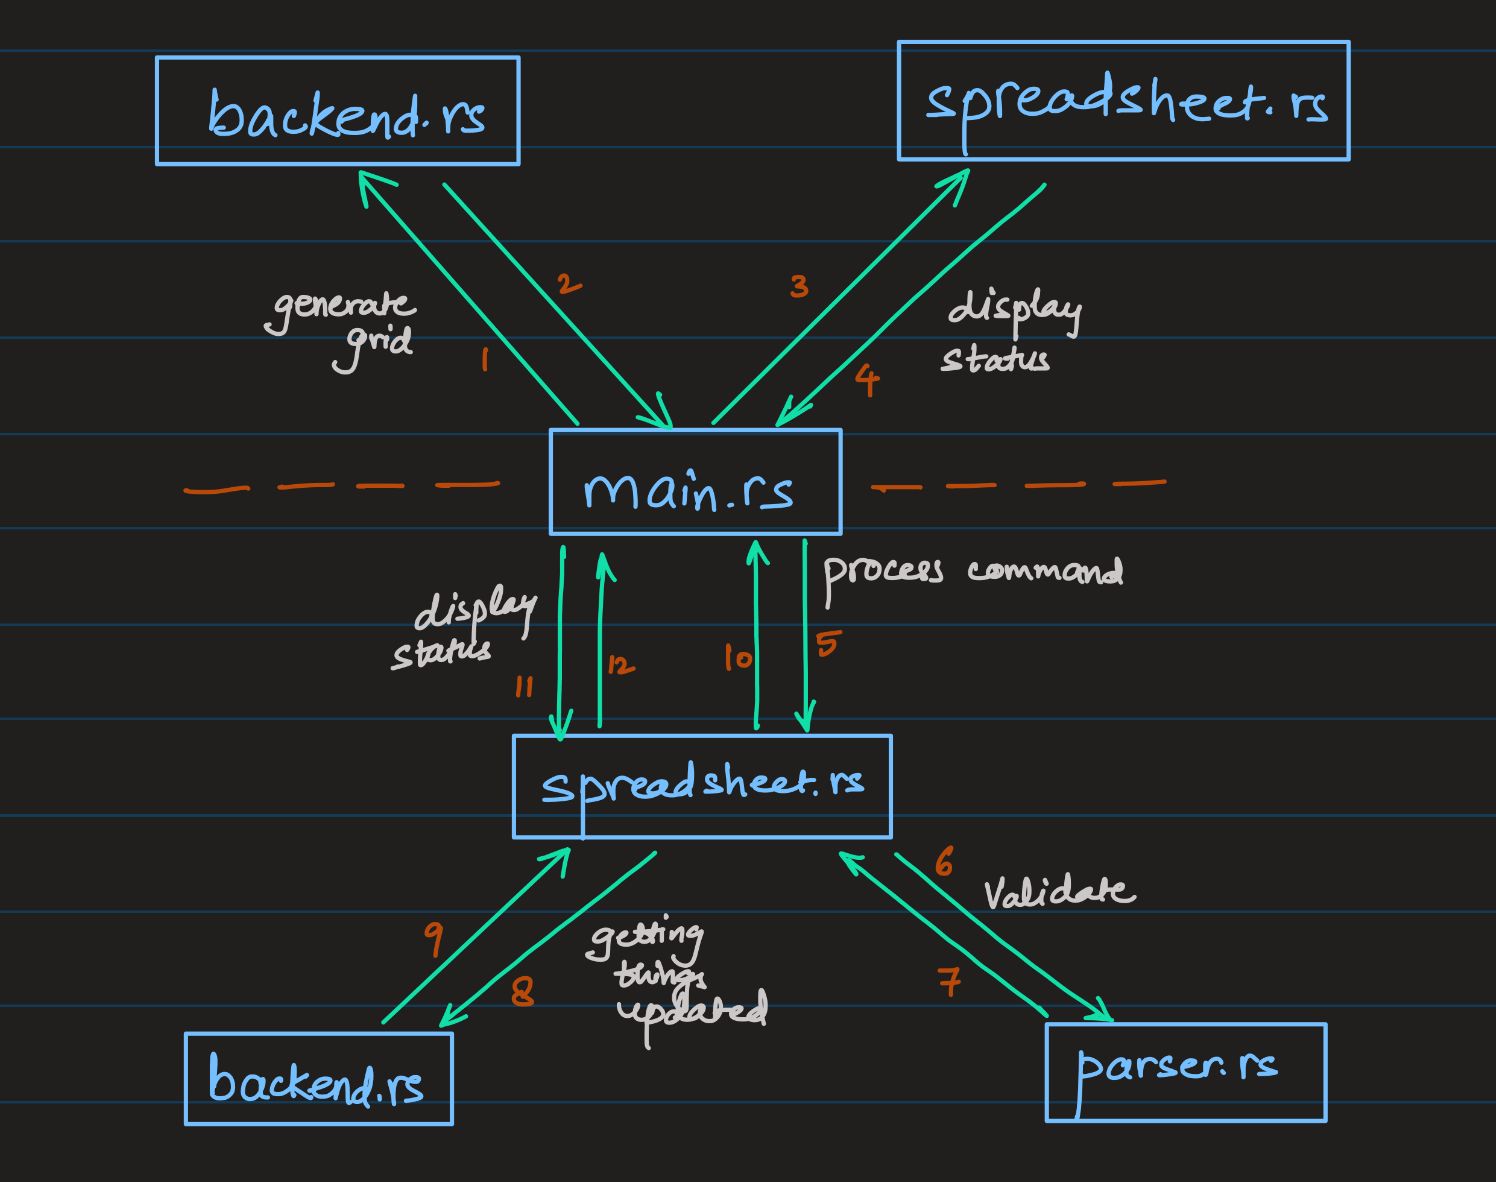 backend.rs
spreadsheet.rs
2
3
generate
grid
display
status
1
4
main.rs
process command
display
status
5
10
12
11
spreadsheet.rs
6
Validate
9
getting
things
updated
8
7
backend.rs
parser.rs